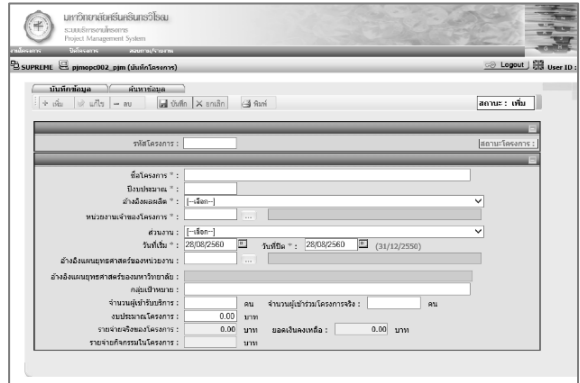 มหาวิทยาลัยศรีนครินทรวิโรฒ
ระบบบริหารงานโครงการ
Project Management System
SUPREME pjmopc002_pjm (บันทึกโครงการ) Logout User ID :
บันทึกข้อมูล ค้นหาข้อมูล
เพิ่ม แก้ไข ลบ บันทึก ยกเลิก พิมพ์ สถานะ : เพิ่ม
รหัสโครงการ : สถานะโครงการ :
ชื่อโครงการ * :
ปีงบประมาณ * :
อ้างอิงผลผลิต * : [--เลือก--]
หน่วยงานเจ้าของโครงการ * : ...
ส่วนงาน : [--เลือก--]
วันที่เริ่ม * : 28/08/2560 วันที่ปิด * : 28/08/2560 (31/12/2550)
อ้างอิงแผนยุทธศาสตร์ของหน่วยงาน : ...
อ้างอิงแผนยุทธศาสตร์ของมหาวิทยาลัย :
กลุ่มเป้าหมาย :
จำนวนผู้เข้ารับบริการ : คน จำนวนผู้เข้าร่วมโครงการจริง : คน
งบประมาณโครงการ : 0.00 บาท
รายจ่ายจริงของโครงการ : 0.00 บาท ยอดเงินคงเหลือ : 0.00 บาท
รายจ่ายกิจกรรมในโครงการ : บาท